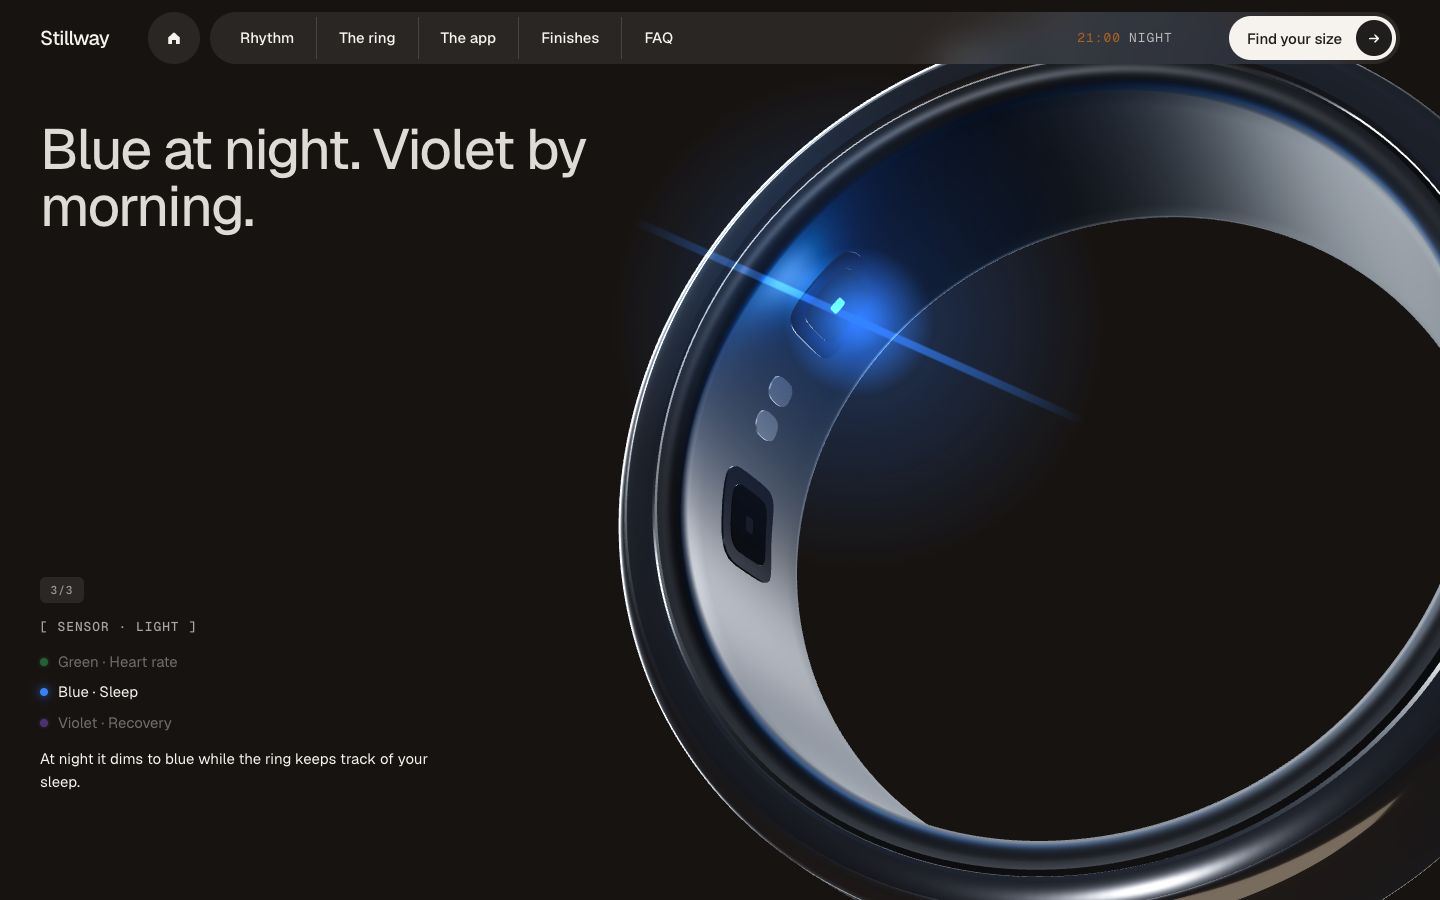 Stillway
Rhythm
The ring
The app
Finishes
FAQ
21:00 NIGHT
Find your size
Blue at night. Violet by
morning.
3/3
[ SENSOR · LIGHT ]
Green · Heart rate
Blue · Sleep
Violet · Recovery
At night it dims to blue while the ring keeps track of your
sleep.